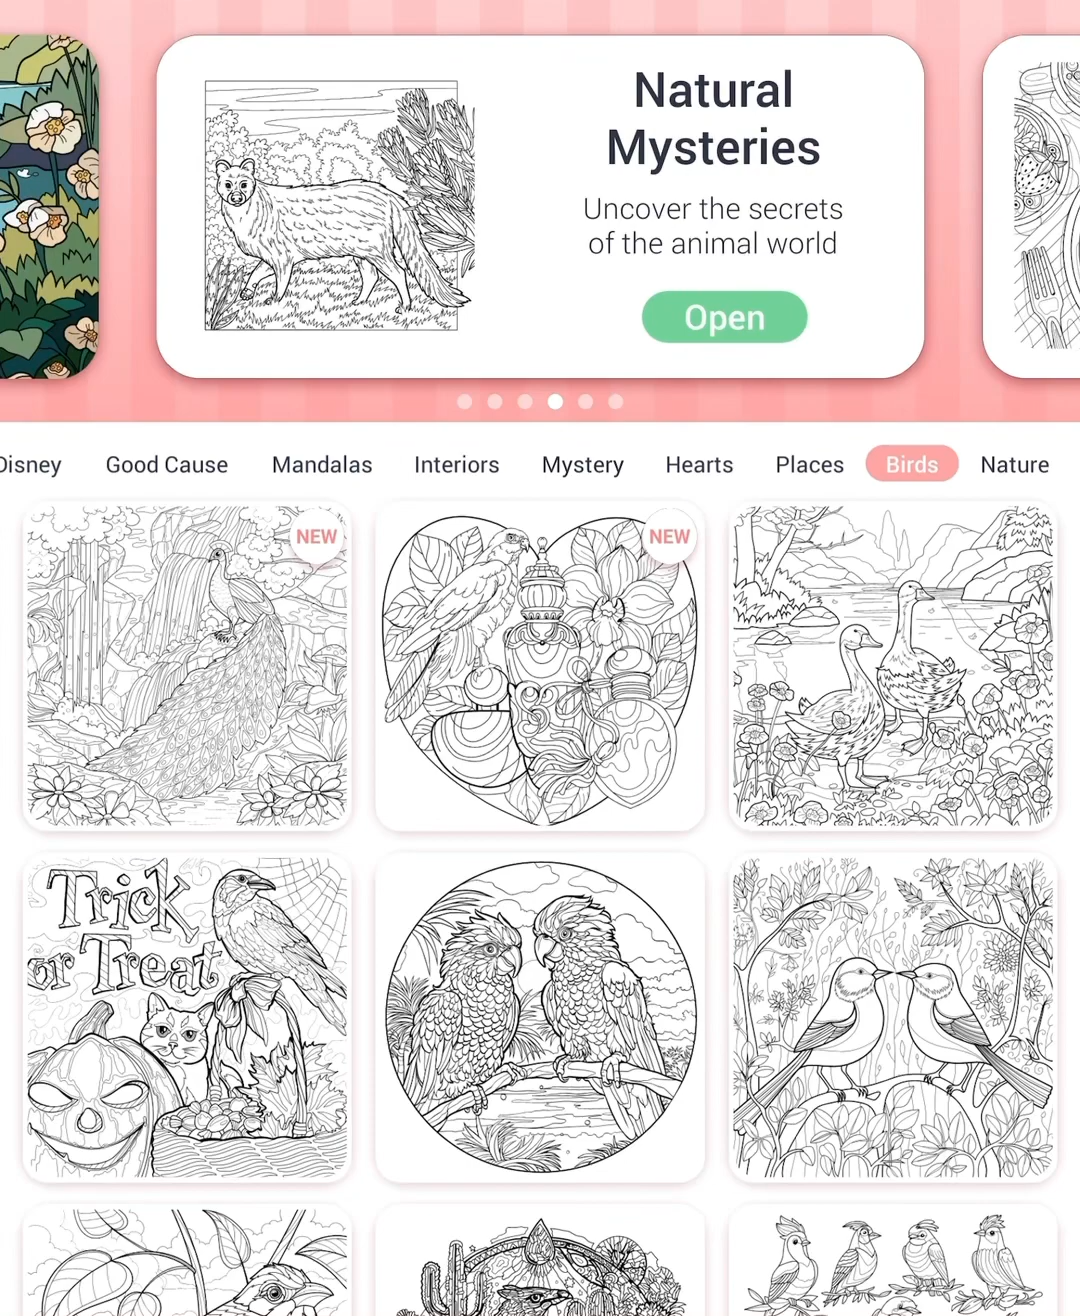 Natural
Mysteries
Uncover the secrets
of the animal world
Open
Disney
Good Cause
Mandalas
Interiors
Mystery
Hearts
Places
Birds
Nature
NEW
NEW
Trick
or Treat